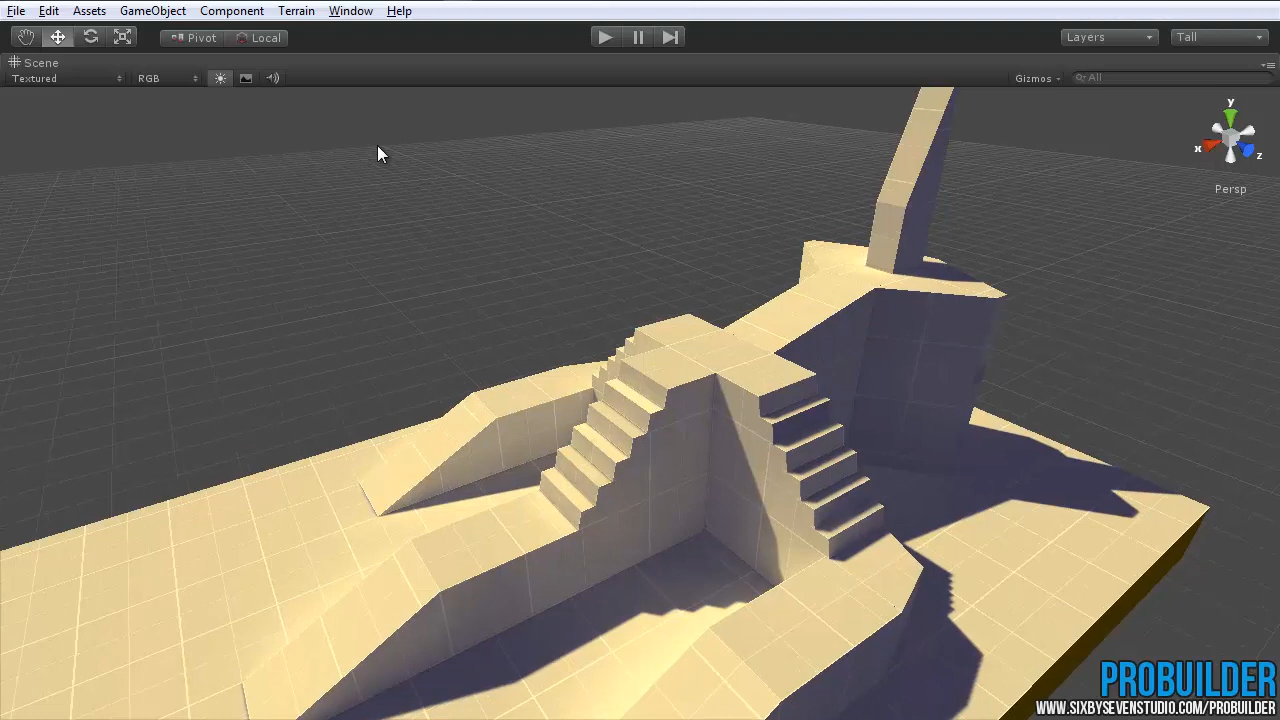 File Edit Assets GameObject Component Terrain Window Help
Pivot Local Layers Tall
Scene
Textured RGB Gizmos All
y
x
z
Persp
PROBUILDER
WWW.SIXBYSEVENSTUDIO.COM/PROBUILDER